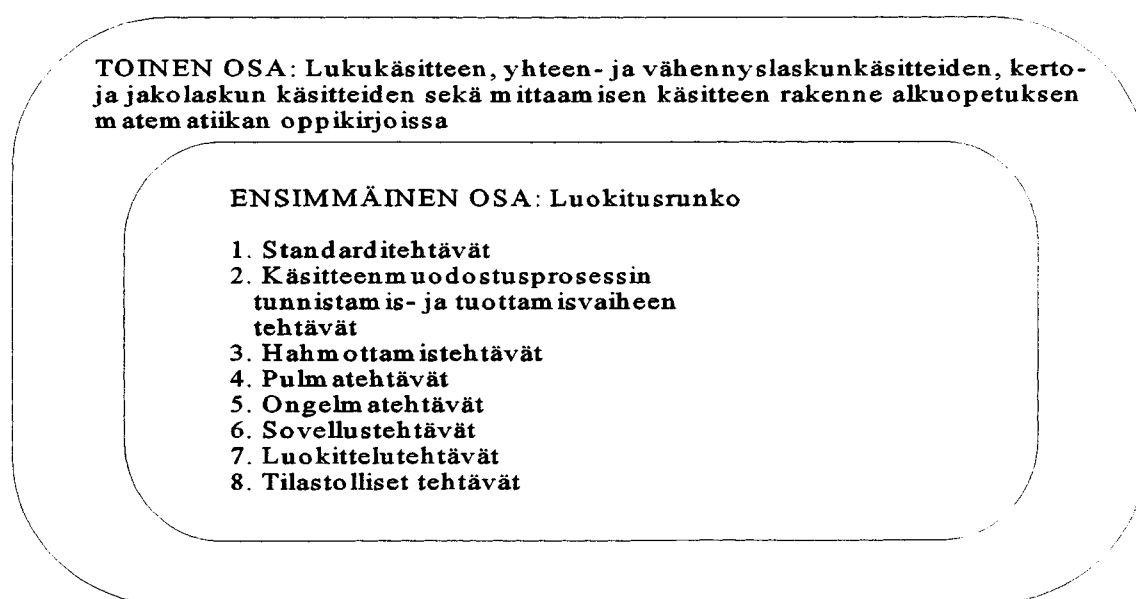 TOINEN OSA: Lukukäsitteen, yhteen- ja vähennyslaskunkäsitteiden, kerto-
ja jakolaskun käsitteiden sekä mittaamisen käsitteen rakenne alkuopetuksen
matematiikan oppikirjoissa
ENSIMMÄINEN OSA: Luokitusrunko
1. Standarditehtävät
2. Käsitteenmuodostusprosessin
tunnistamis- ja tuottamisvaiheen
tehtävät
3. Hahmottamistehtävät
4. Pulmatehtävät
5. Ongelmatehtävät
6. Sovellustehtävät
7. Luokittelutehtävät
8. Tilastolliset tehtävät